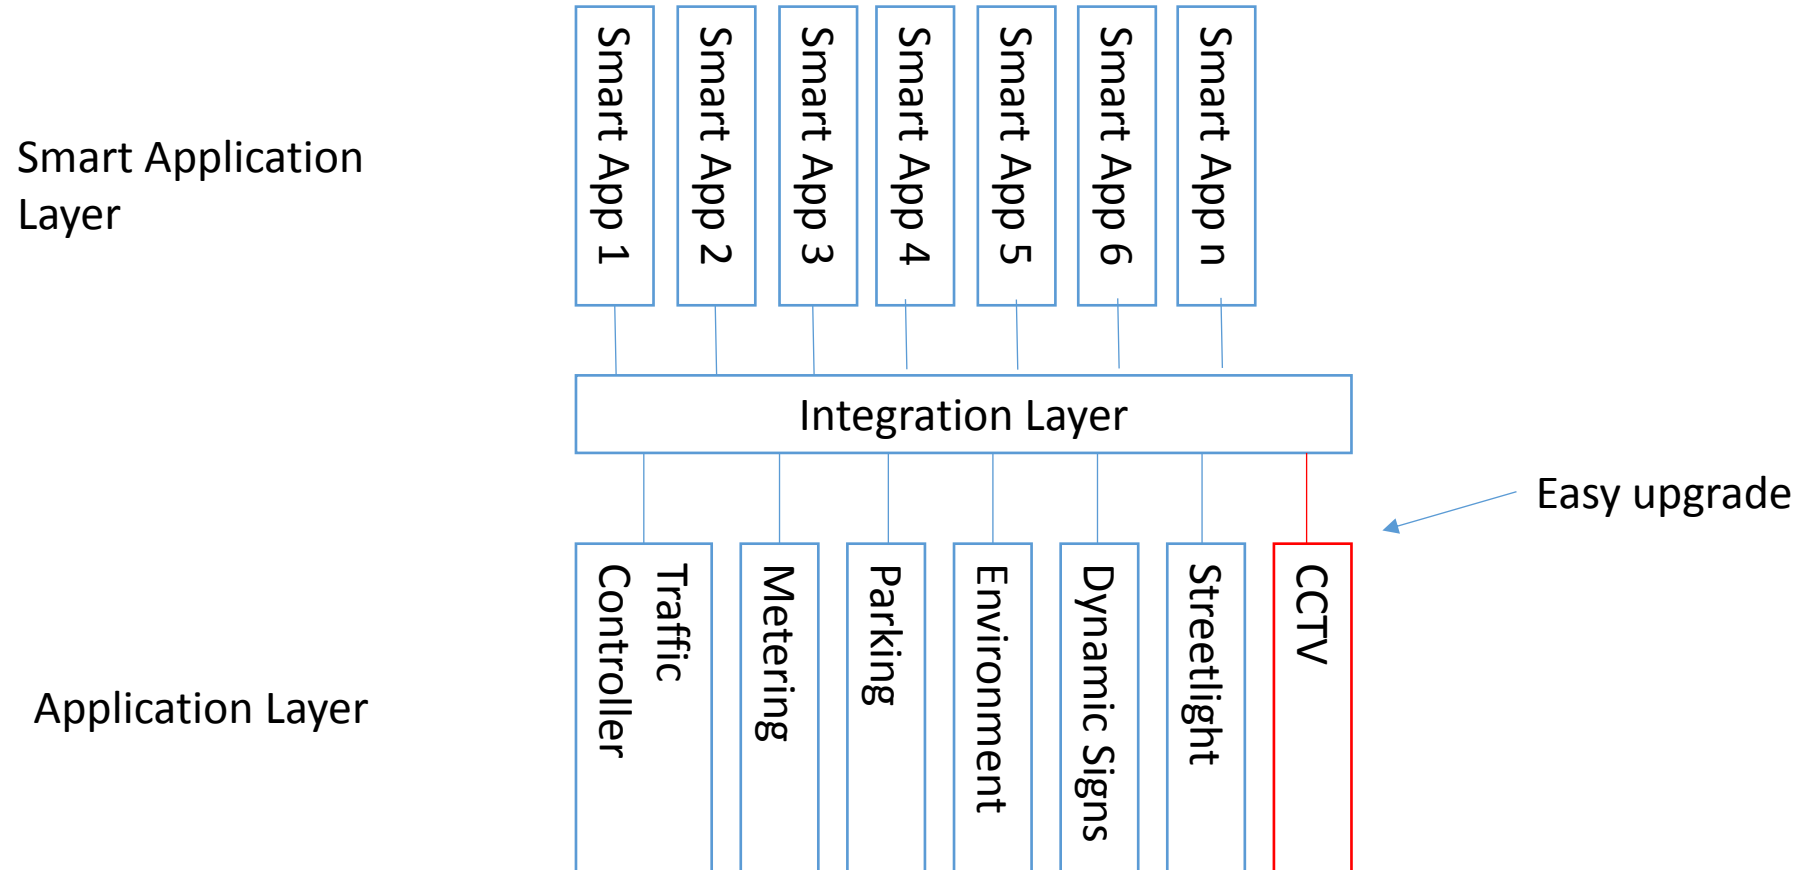 Smart App 1
Smart App 2
Smart App 3
Smart App 4
Smart App 5
Smart App 6
Smart App n
Smart Application
Layer
Integration Layer
Easy upgrade
Traffic
Controller
Metering
Parking
Environment
Dynamic Signs
Streetlight
CCTV
Application Layer